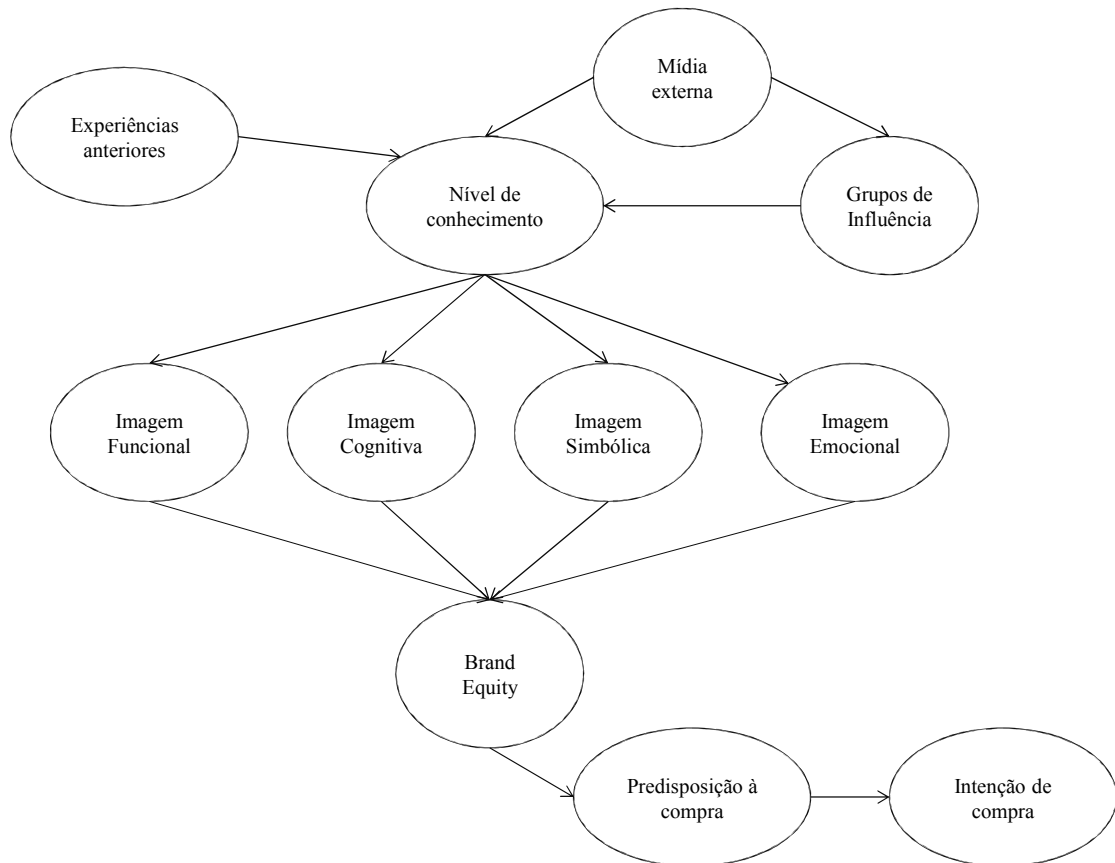 Mídia
externa
Experiências
anteriores
Nível de
conhecimento
Grupos de
Influência
Imagem
Funcional
Imagem
Cognitiva
Imagem
Simbólica
Imagem
Emocional
Brand
Equity
Predisposição à
compra
Intenção de
compra